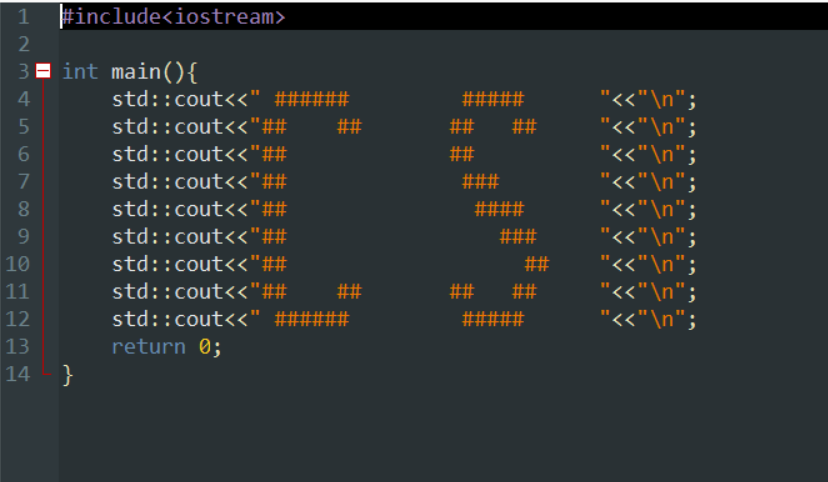 1 #include<iostream>
2
3 int main(){
4     std::cout<<" ######         #####      "<<"\n";
5     std::cout<<"##    ##       ##   ##     "<<"\n";
6     std::cout<<"##             ##          "<<"\n";
7     std::cout<<"##              ###        "<<"\n";
8     std::cout<<"##               ####      "<<"\n";
9     std::cout<<"##                 ###     "<<"\n";
10     std::cout<<"##                   ##    "<<"\n";
11     std::cout<<"##    ##       ##   ##     "<<"\n";
12     std::cout<<" ######         #####      "<<"\n";
13     return 0;
14 }